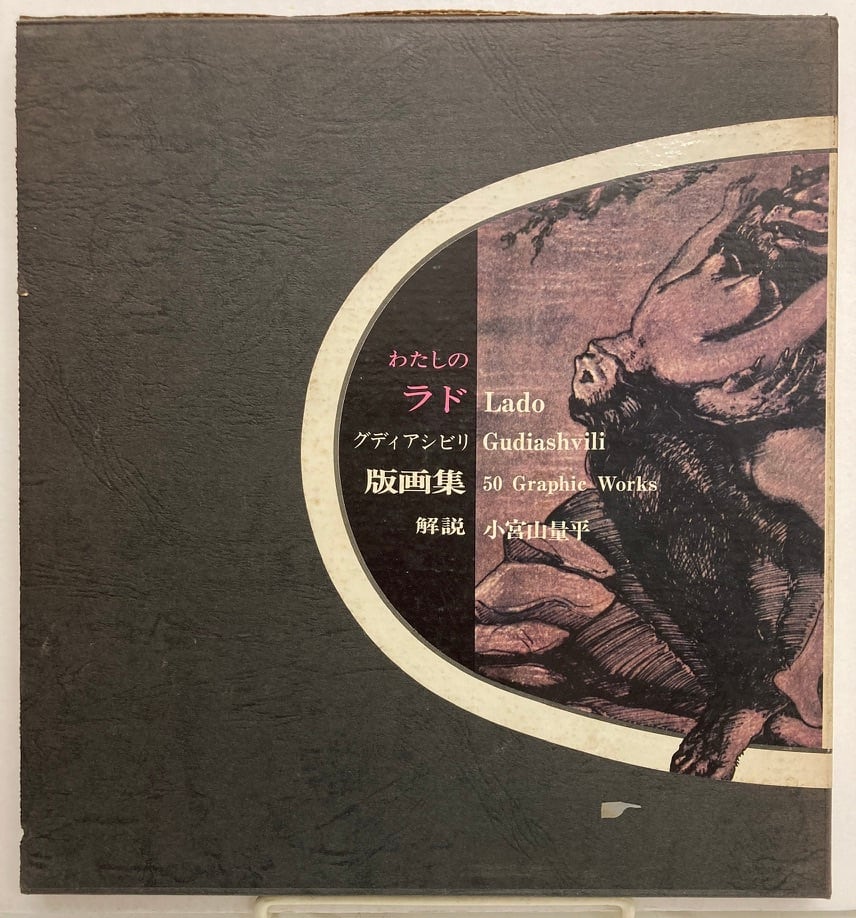 わたしの
ラド Lado
グディアシビリ Gudiashvili
版画集 50 Graphic Works
解説 小宮山量平